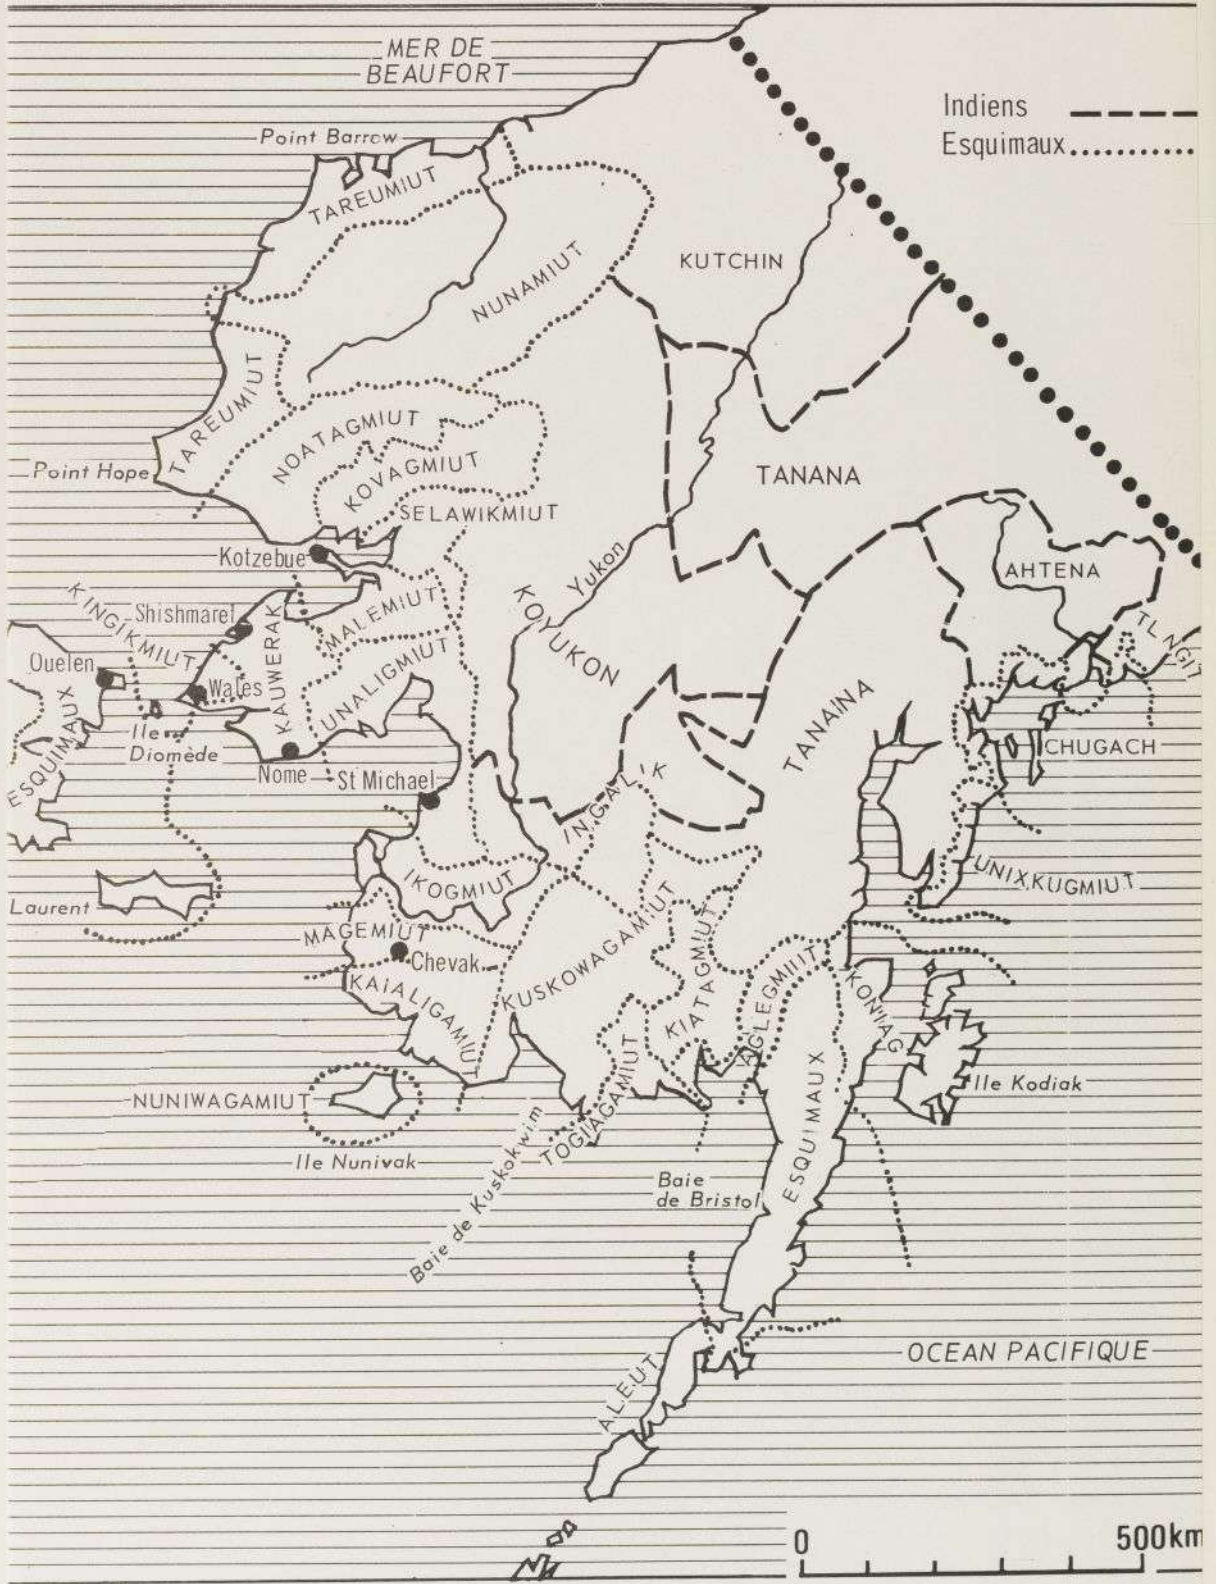 MER DE
BEAUFORT
Indiens
Esquimaux
Point Barrow
TAREUMIUT
KUTCHIN
NUNAMIUT
TAREUMIUT
NOATAGMIUT
Point Hope
KOVAGMIUT
TANANA
SELAWIKMIUT
Kotzebue
Yukon
AHTENA
KINGIKMIUT
Shishmarel
MALEMIUT
KOYUKON
TLNGIT
KAUWERAK
Ouelen
Wales
UNALIGMIUT
ESQUIMAUX
Ile
Diomède
TANAINA
CHUGACH
Nome
St Michael
INGAL'K
IKOGMIUT
UNIXKUGMIUT
Laurent
MAGEMIUT
Chevak
KAIALIGAMIUT
KUSKOWAGAMIUT
KIATAGMIUT
AGLEGMIUT
KONIAG
NUNIWAGAMIUT
TOGIAGAMIUT
ESQUIMAUX
Ile Kodiak
Ile Nunivak
Baie de Kuskokwim
Baie
de Bristol
OCEAN PACIFIQUE
ALEUT
0 500km